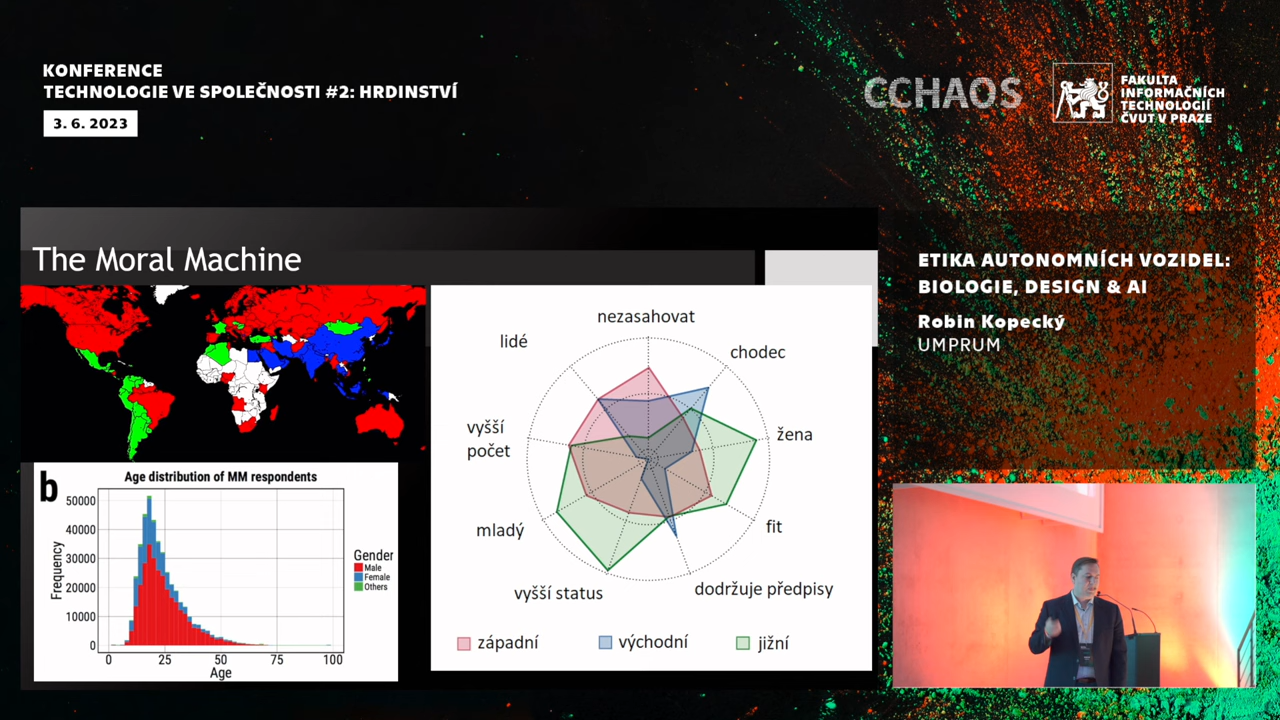 KONFERENCE
TECHNOLOGIE VE SPOLEČNOSTI #2: HRDINSTVÍ
3. 6. 2023
CCHAOS
FAKULTA
INFORMAČNÍCH
TECHNOLOGIÍ
ČVUT V PRAZE
The Moral Machine
b
Age distribution of MM respondents
Frequency
50000
40000
30000
20000
10000
0
0 25 50 75 100
Age
Gender
Male
Female
Others
nezasahovat
lidé
chodec
vyšší
počet
žena
mladý
fit
vyšší status
dodržuje předpisy
západní
východní
jižní
ETIKA AUTONOMNÍCH VOZIDEL:
BIOLOGIE, DESIGN & AI
Robin Kopecký
UMPRUM